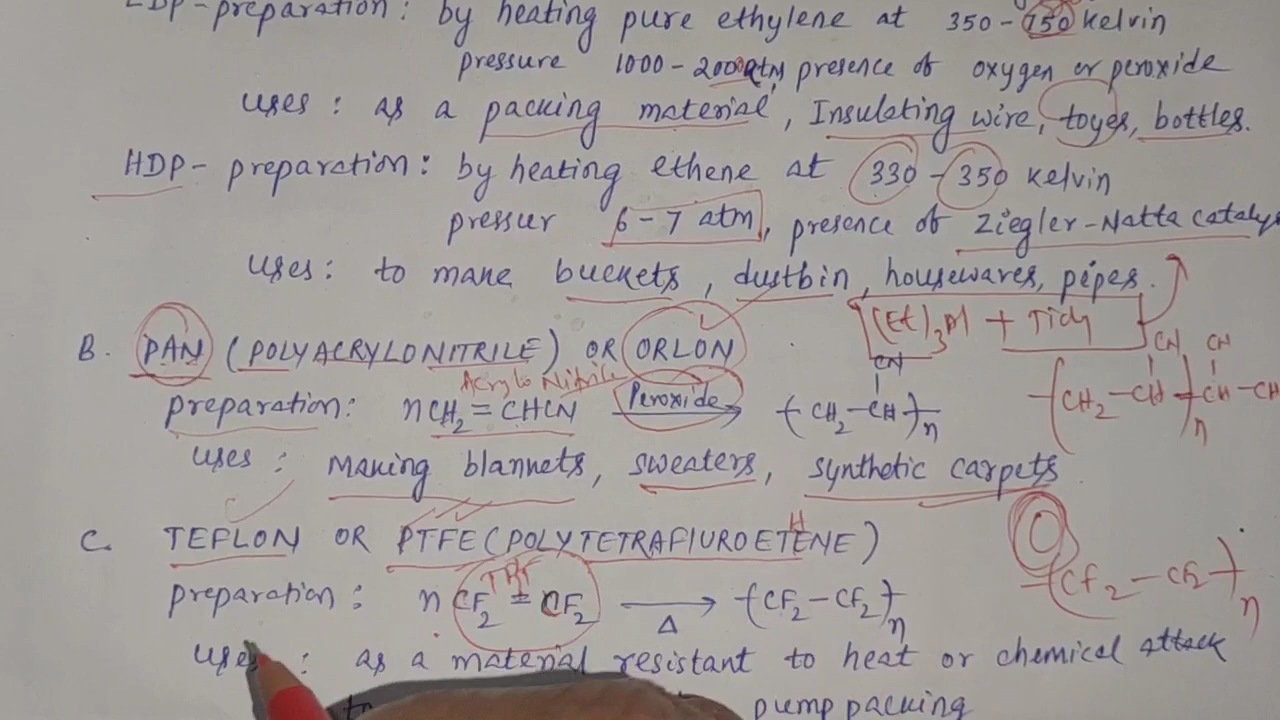 LDP-preparation: by heating pure ethylene at 350-750 kelvin
pressure 1000-2000atm, presence of oxygen or peroxide
uses: as a packing material, Insulating wire, toyes, bottles.
HDP-preparation: by heating ethene at 330-350 kelvin
pressur 6-7 atm, presence of Ziegler-Natta cataly
uses: to make buckets, dustbin, housewares, pipes.
(Et)3Al + Ticl4
B. PAN (POLYACRYLONITRILE) OR ORLON
Acrylo Nitrile
CN
CN CN
preparation: nCH2=CHCN Peroxide → -(CH2-CH)-n
-(CH2-CH-)n CH-CH
uses: making blankets, sweaters, synthetic carpets
C. TEFLON OR PTFE(POLYTETRAFlUROETHENE)
preparation: n CF2=CF2 →Δ -(CF2-CF2)-n
-(CF2-CF2)-n
uses: as a material resistant to heat or chemical attack
pump packing